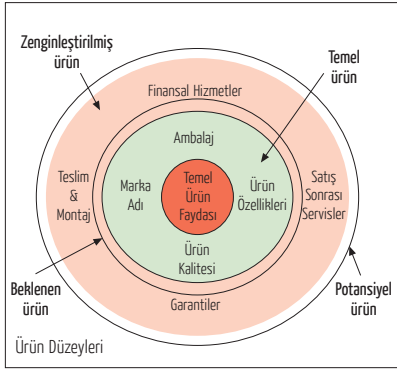 Zenginleştirilmiş
ürün
Temel
ürün
Finansal Hizmetler
Ambalaj
Teslim
&
Montaj
Marka
Adı
Temel
Ürün
Faydası
Ürün
Özellikleri
Satış
Sonrası
Servisler
Ürün
Kalitesi
Garantiler
Beklenen
ürün
Potansiyel
ürün
Ürün Düzeyleri